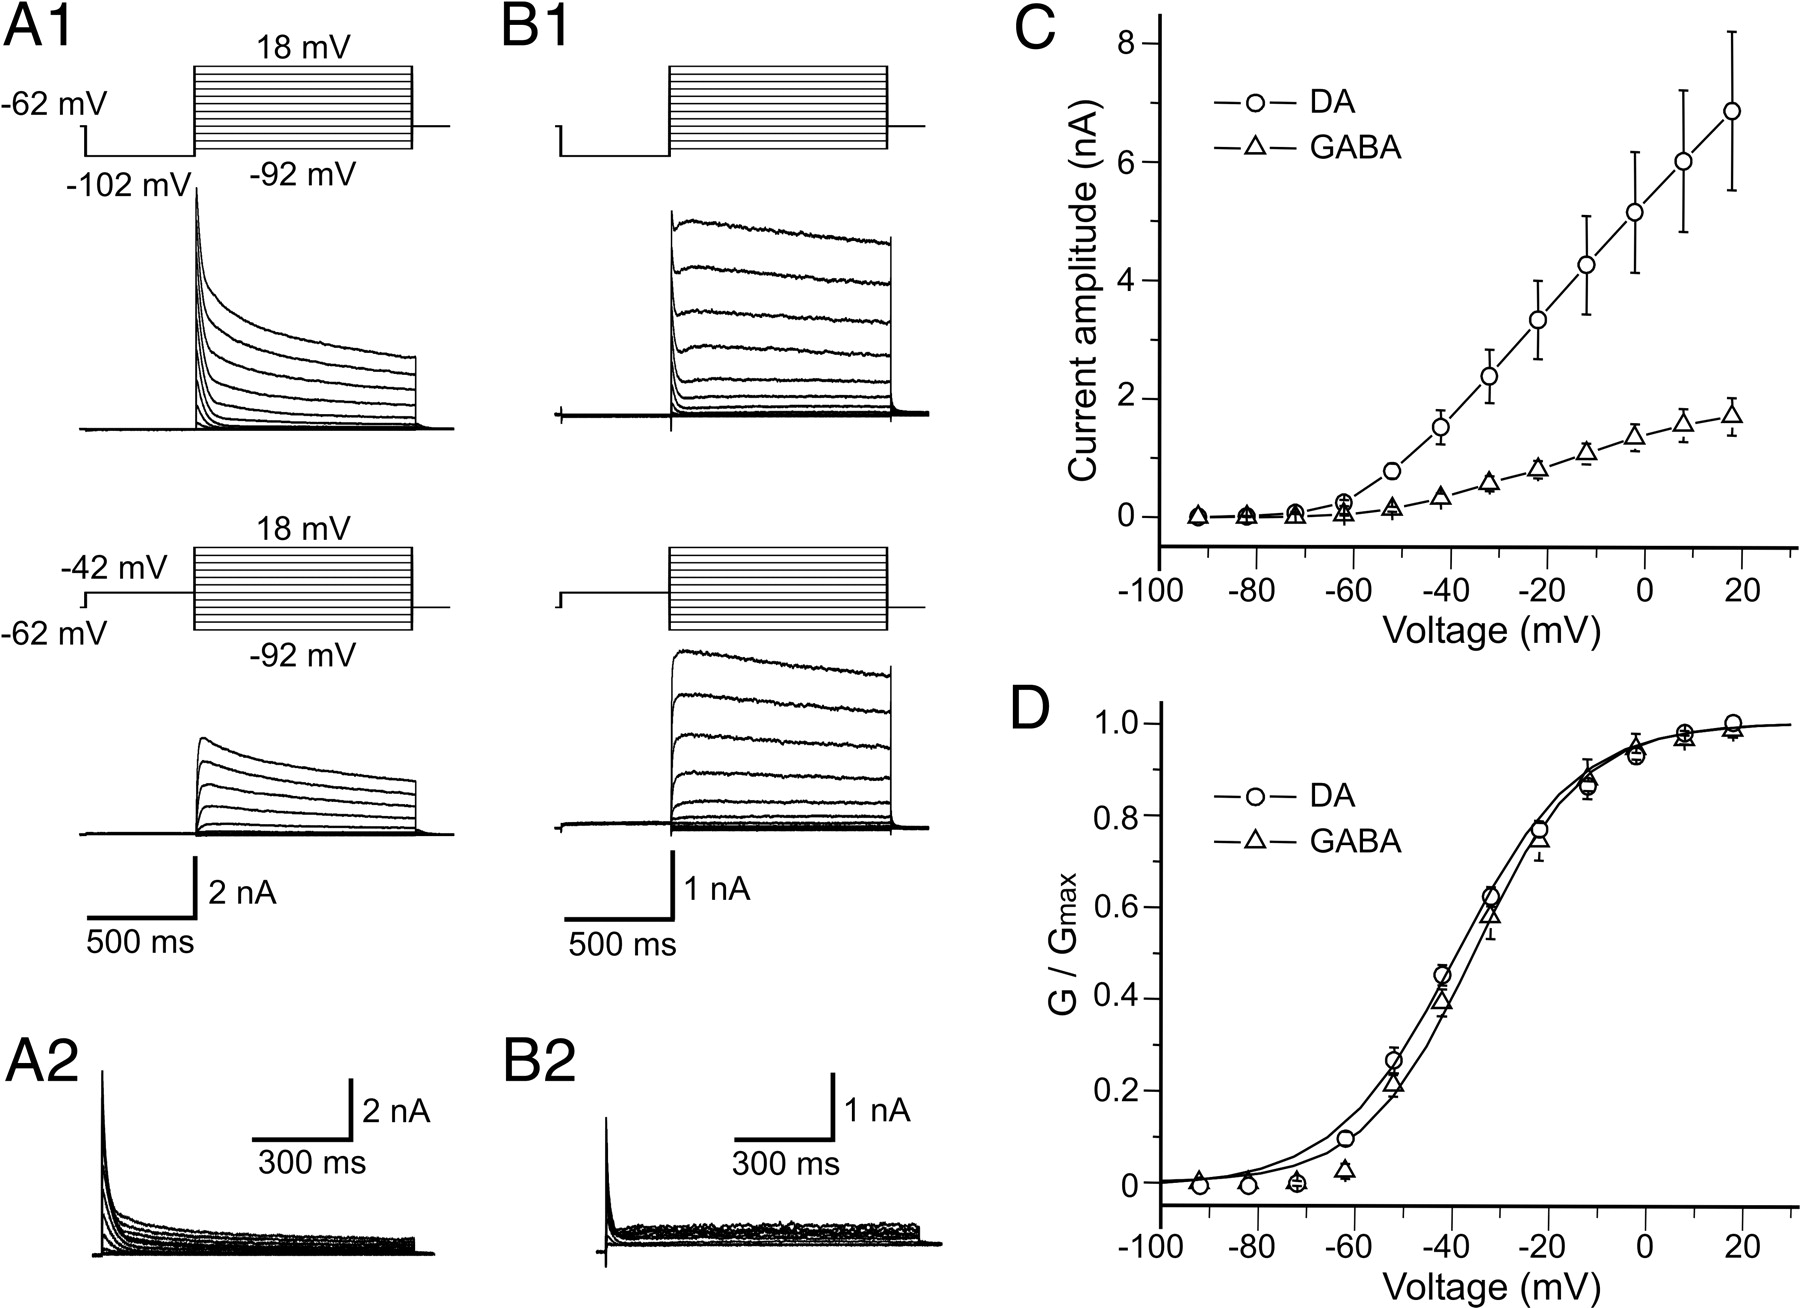 A1
18 mV
-62 mV
-102 mV
-92 mV
18 mV
-42 mV
-62 mV
-92 mV
2 nA
500 ms
B1
1 nA
500 ms
A2
2 nA
300 ms
B2
1 nA
300 ms
C
8
6
4
2
0
Current amplitude (nA)
DA
GABA
-100 -80 -60 -40 -20 0 20
Voltage (mV)
D
1.0
0.8
0.6
0.4
0.2
0
G / Gmax
DA
GABA
-100 -80 -60 -40 -20 0 20
Voltage (mV)